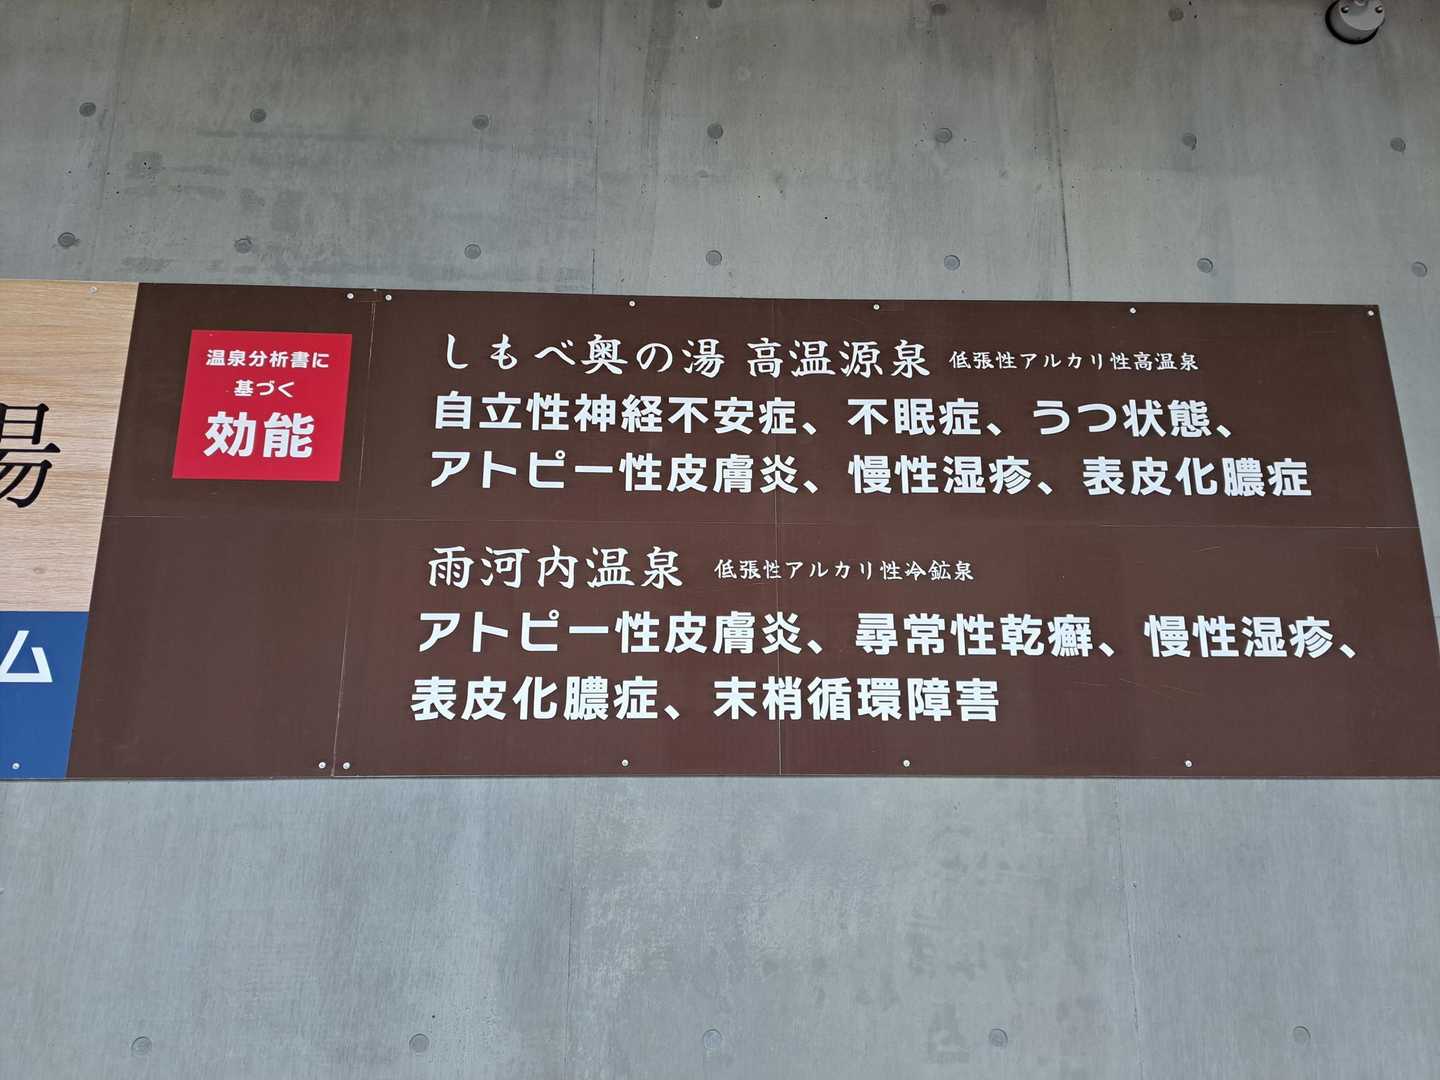 湯
ム
温泉分析書に
基づく
効能
しもべ奥の湯 高温源泉 低張性アルカリ性高温泉
自立性神経不安症、不眠症、うつ状態、
アトピー性皮膚炎、慢性湿疹、表皮化膿症
雨河内温泉 低張性アルカリ性冷鉱泉
アトピー性皮膚炎、尋常性乾癬、慢性湿疹、
表皮化膿症、末梢循環障害